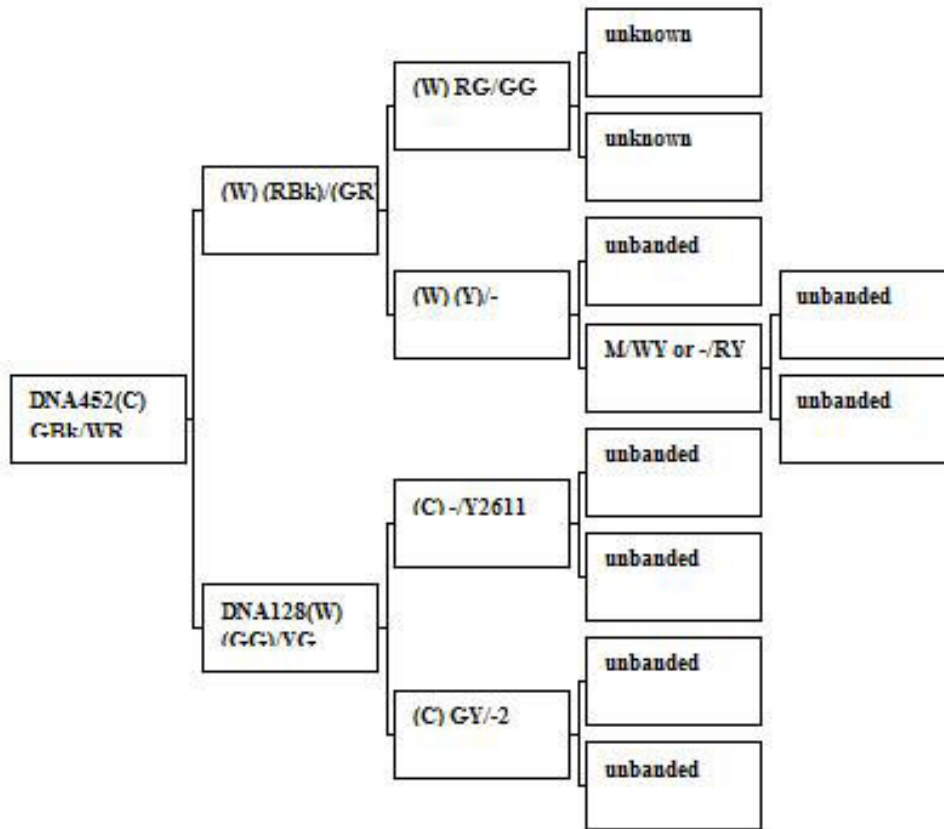 unknown
(W) RG/GG
unknown
(W) (RBk)/(GR)
unbanded
(W) (Y)/-
unbanded
M/WY or -/RY
DNA452(C)
GBk/WR
unbanded
unbanded
(C) -/Y2611
unbanded
DNA128(W)
(GG)/YG
unbanded
(C) GY/-2
unbanded